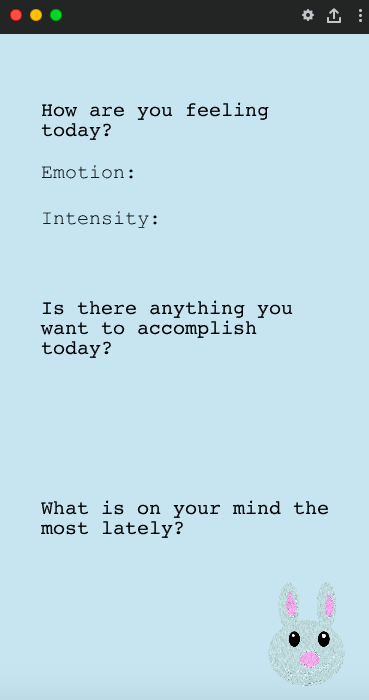 How are you feeling
today?
Emotion:
Intensity:
Is there anything you
want to accomplish
today?
What is on your mind the
most lately?